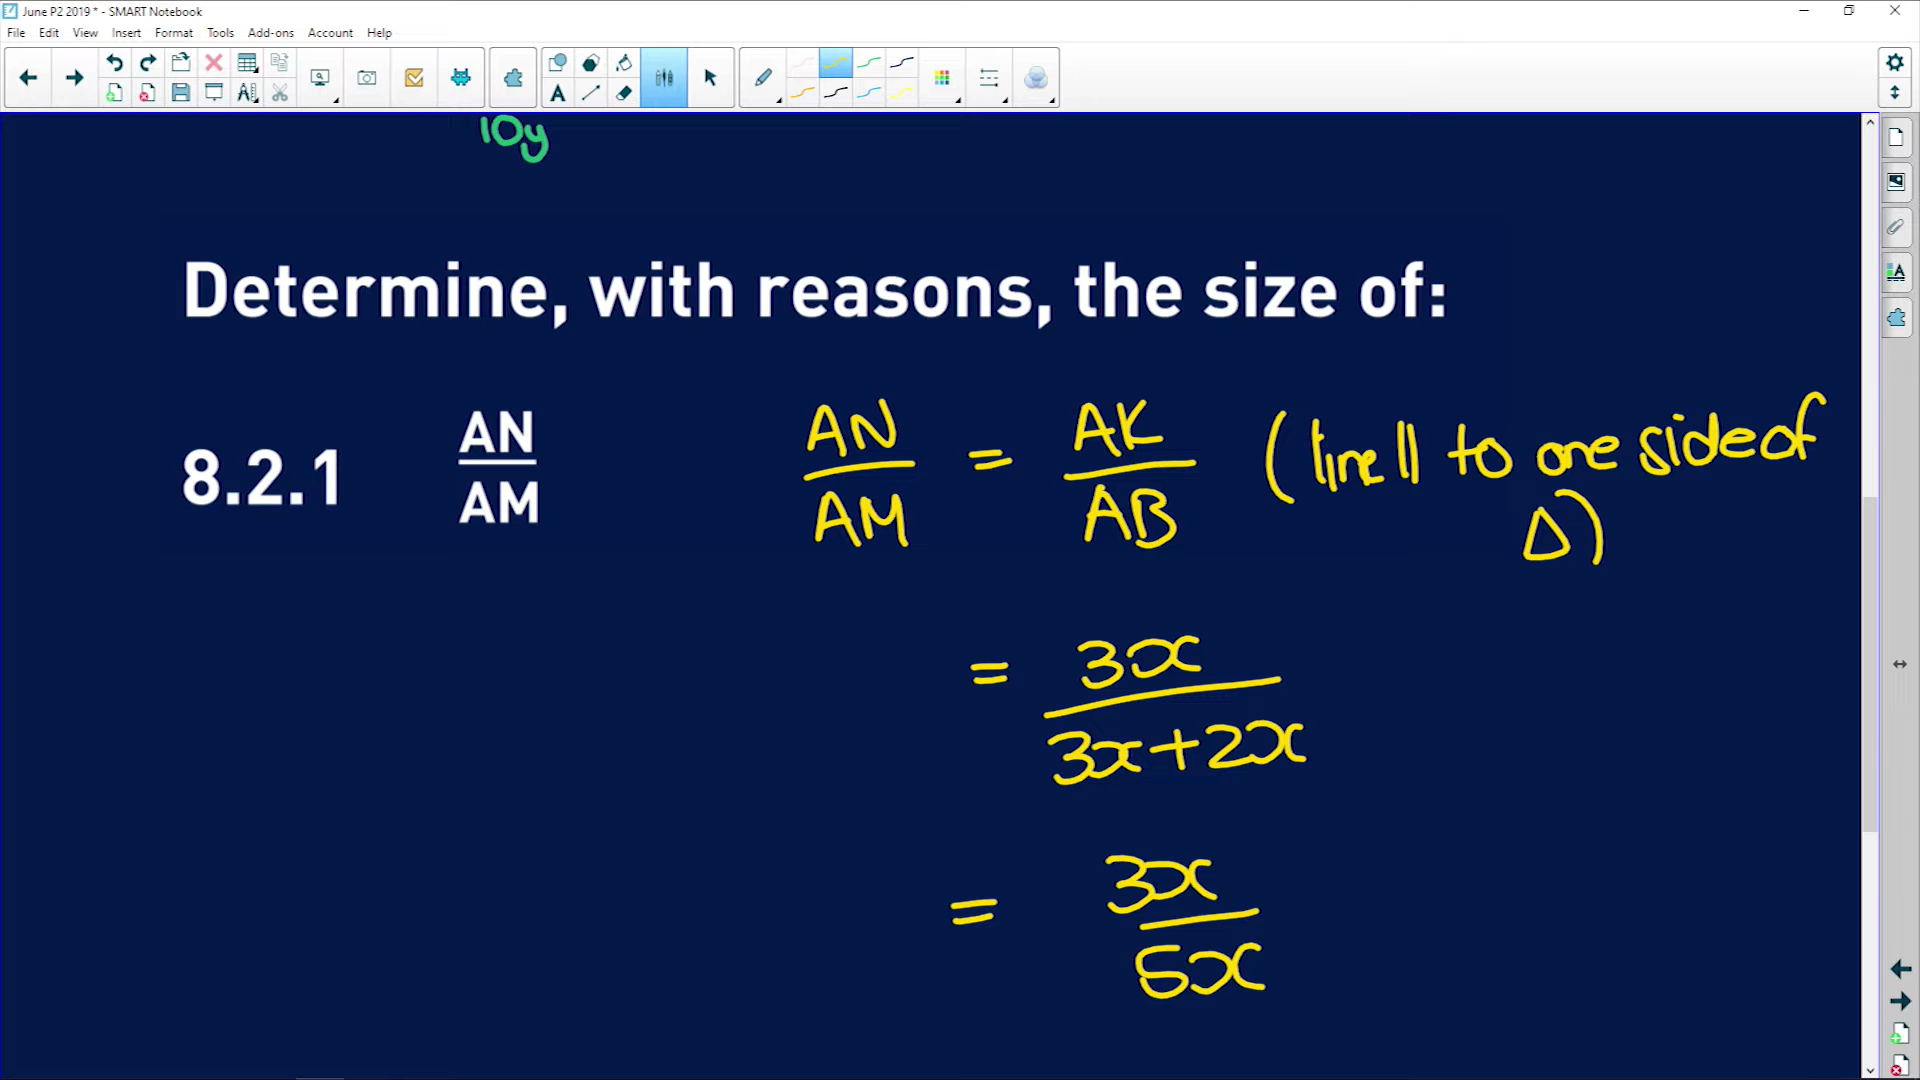 June P2 2019 * - SMART Notebook
File Edit View Insert Format Tools Add-ons Account Help
10y
Determine, with reasons, the size of:
8.2.1 AN/AM AN/AM = AK/AB (line || to one side of
Δ)
= 3x/3x+2x
= 3x/5x